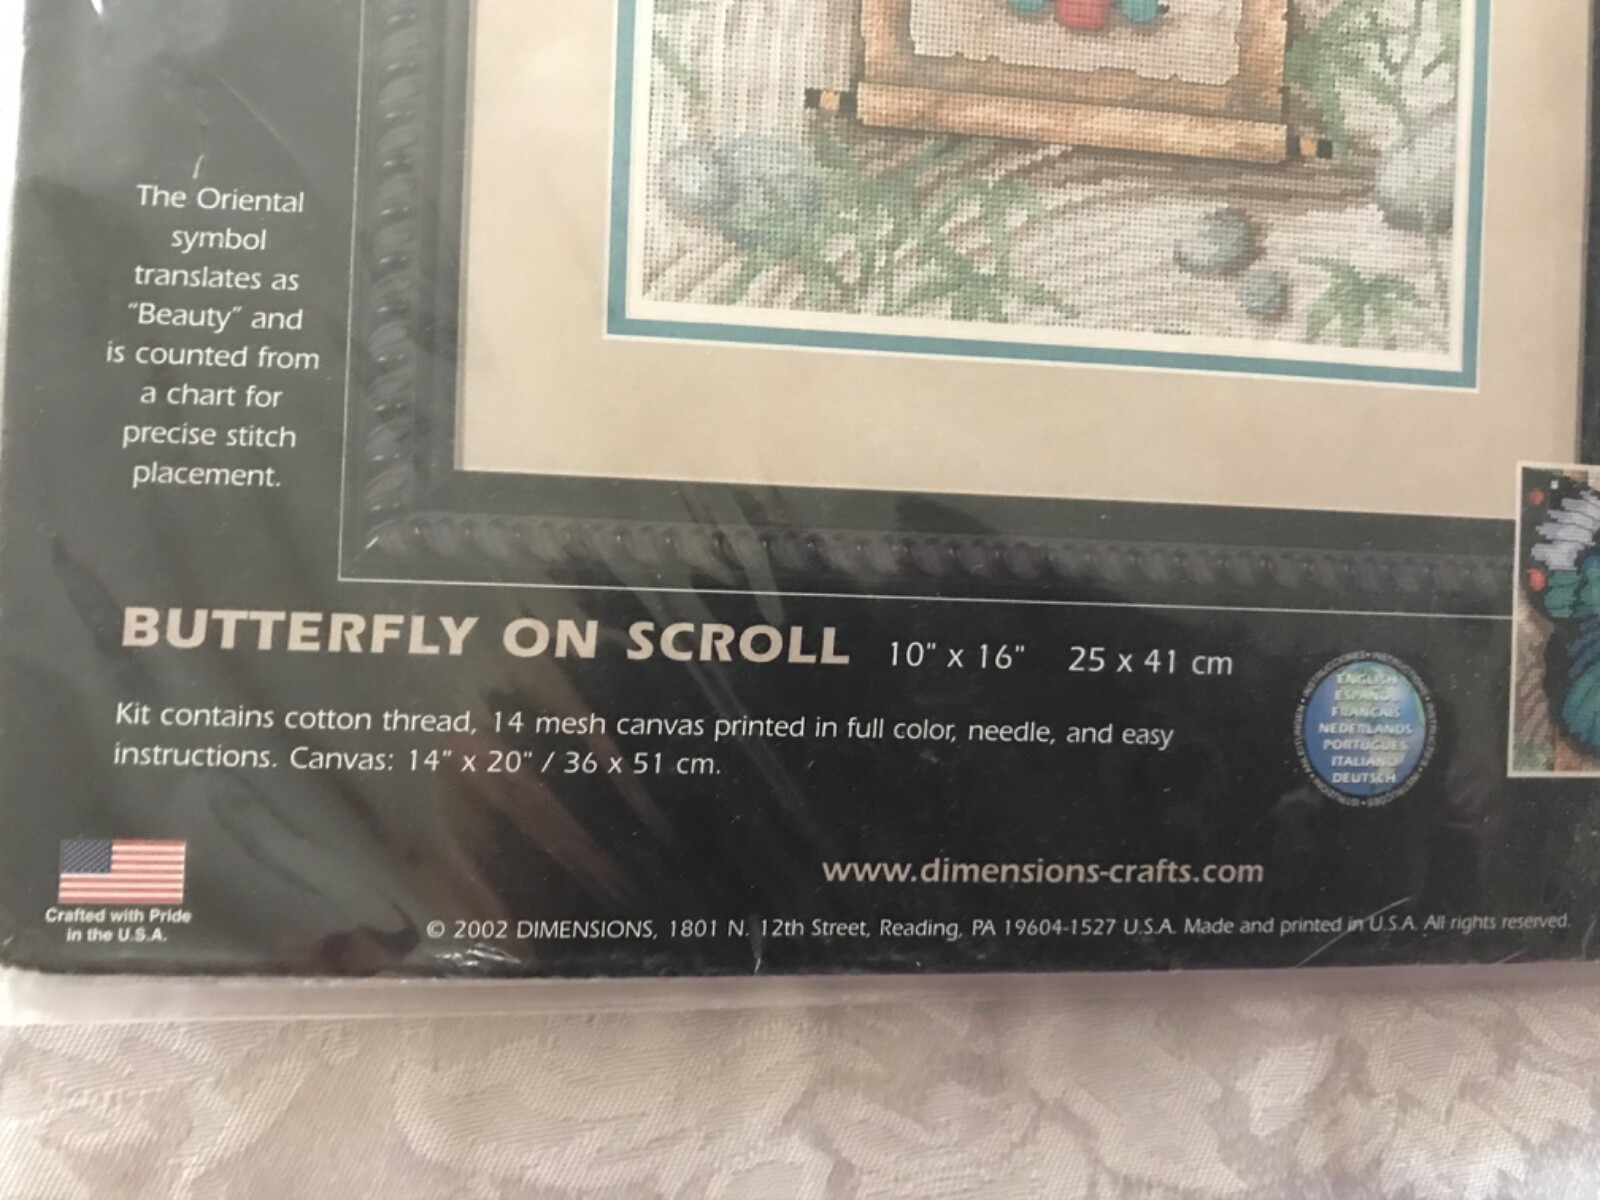 The Oriental
symbol
translates as
“Beauty” and
is counted from
a chart for
precise stitch
placement.
BUTTERFLY ON SCROLL 10" x 16" 25 x 41 cm
Kit contains cotton thread, 14 mesh canvas printed in full color, needle, and easy
instructions. Canvas: 14" x 20" / 36 x 51 cm.
ENGLISH
ESPAÑOL
FRANÇAIS
NEDERLANDS
PORTUGUÊS
ITALIANO
DEUTSCH
www.dimensions-crafts.com
Crafted with Pride
in the U.S.A.
© 2002 DIMENSIONS, 1801 N. 12th Street, Reading, PA 19604-1527 U.S.A. Made and printed in U.S.A. All rights reserved.